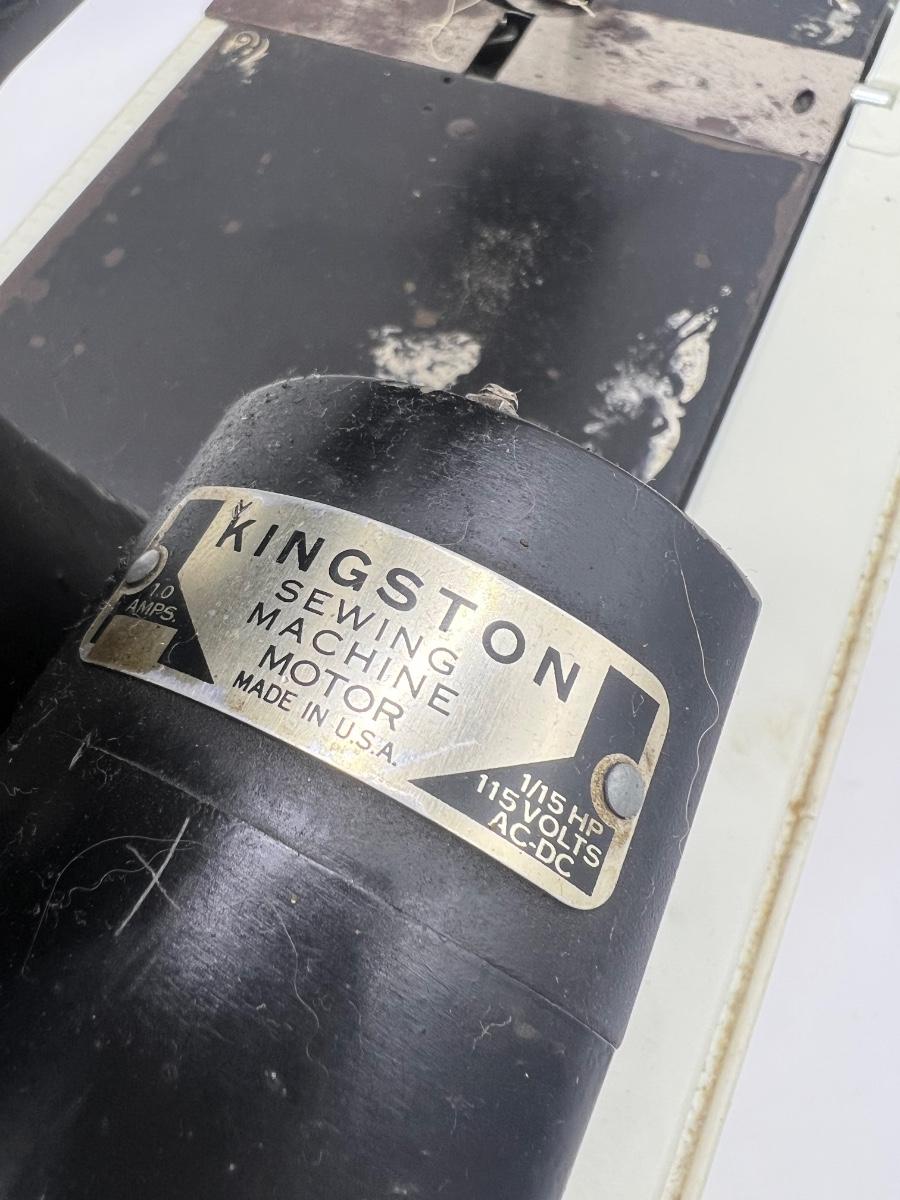 KINGSTON
SEWING
MACHINE
MOTOR
MADE IN U.S.A.
1.0
AMPS.
1/15 HP
115 VOLTS
AC-DC